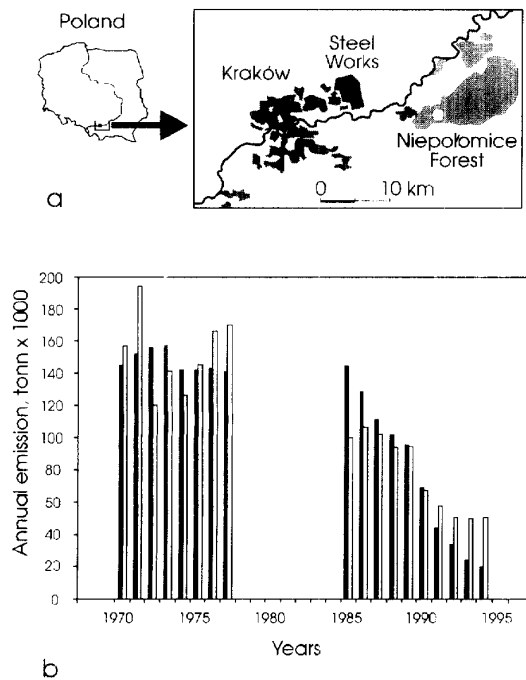 Poland
Steel
Works
Kraków
Niepołomice
Forest
0 10 km
a
200
180
160
140
120
100
80
60
40
20
0
Annual emission, tonn x 1000
1970 1975 1980 1985 1990 1995
Years
b